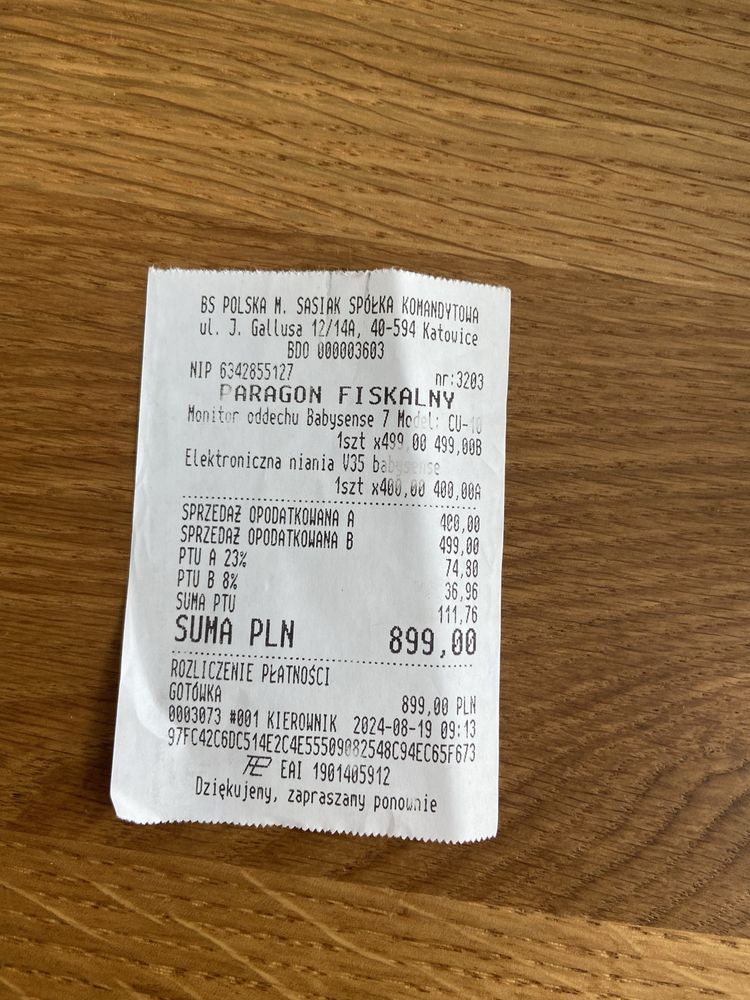 BS POLSKA M. SASIAK SPÓŁKA KOMANDYTOWA
ul. J. Gallusa 12/14A, 40-594 Katowice
BDO 000003603
NIP 6342855127 nr:3203
PARAGON FISKALNY
Monitor oddechu Babysense 7 Model: CU-10
1szt x499,00 499,00B
Elektroniczna niania V35 babysense
1szt x400,00 400,00A
SPRZEDAŻ OPODATKOWANA A 400,00
SPRZEDAŻ OPODATKOWANA B 499,00
PTU A 23% 74,80
PTU B 8% 36,96
SUMA PTU 111,76
SUMA PLN 899,00
ROZLICZENIE PŁATNOŚCI
GOTÓWKA 899,00 PLN
0003073 #001 KIEROWNIK 2024-08-19 09:13
97FC42C6DC514E2C4E55509082548C94EC65F673
EAI 1901405912
Dziękujemy, zapraszamy ponownie